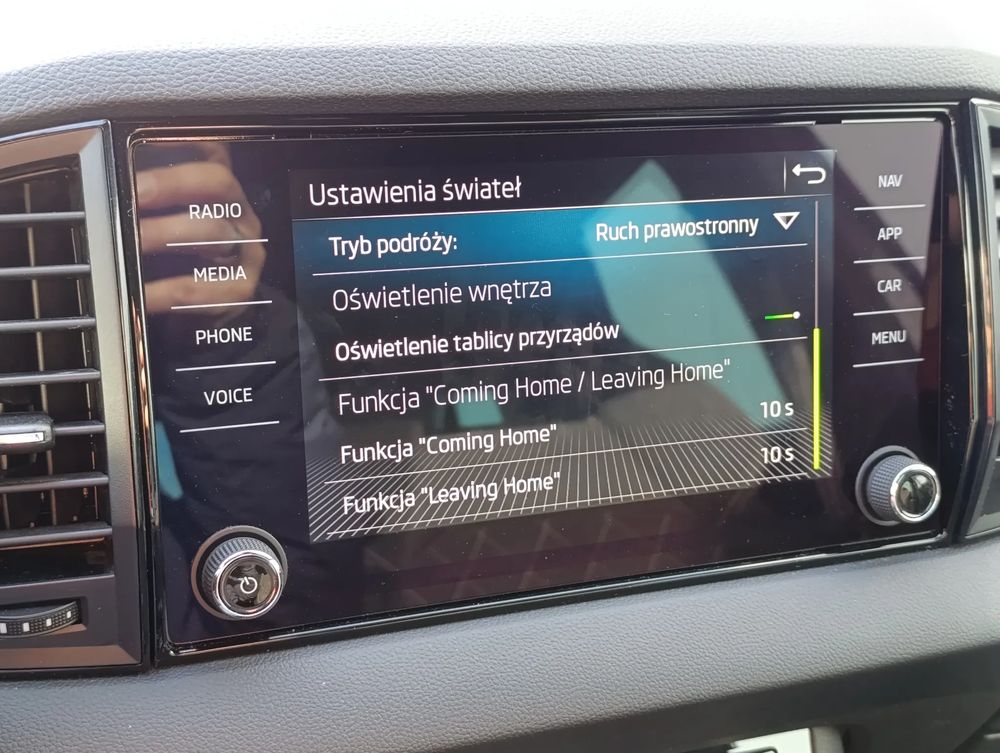 Ustawienia świateł
Tryb podróży: Ruch prawostronny
Oświetlenie wnętrza
Oświetlenie tablicy przyrządów
Funkcja "Coming Home / Leaving Home"
Funkcja "Coming Home" 10 s
Funkcja "Leaving Home" 10 s
RADIO
MEDIA
PHONE
VOICE
NAV
APP
CAR
MENU